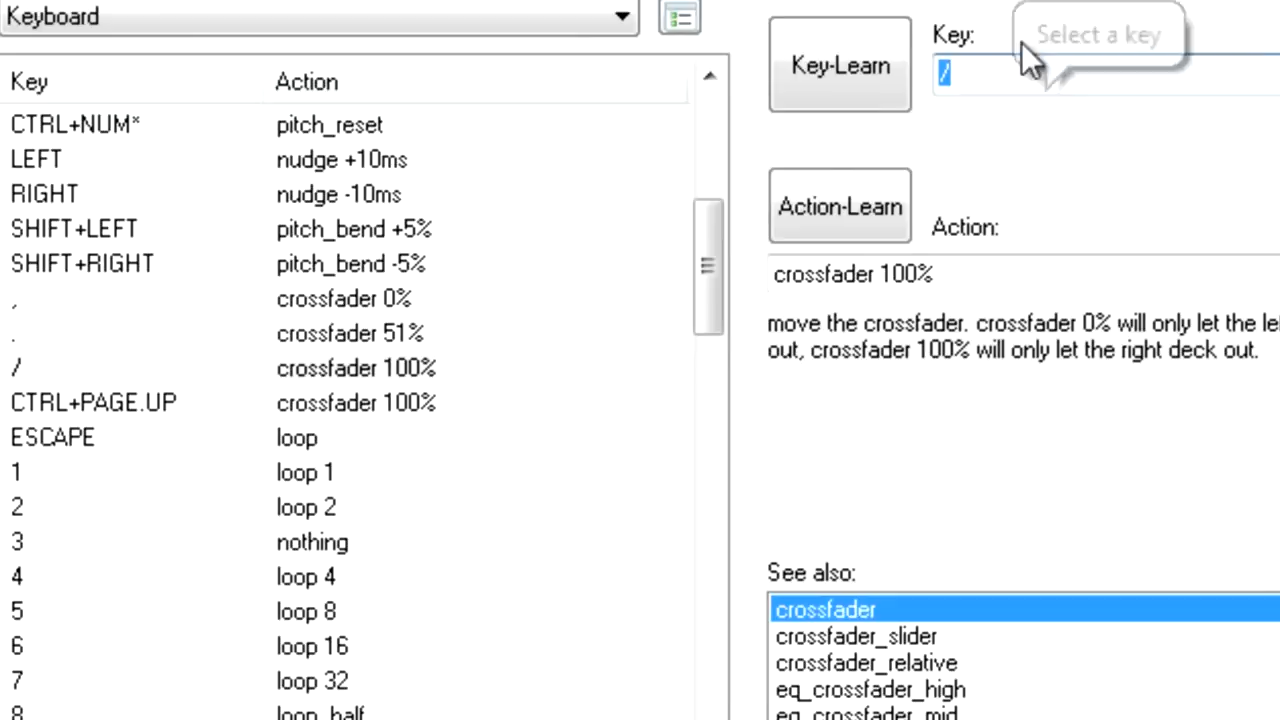 Keyboard
Key Action
CTRL+NUM* pitch_reset
LEFT nudge +10ms
RIGHT nudge -10ms
SHIFT+LEFT pitch_bend +5%
SHIFT+RIGHT pitch_bend -5%
, crossfader 0%
. crossfader 51%
/ crossfader 100%
CTRL+PAGE.UP crossfader 100%
ESCAPE loop
1 loop 1
2 loop 2
3 nothing
4 loop 4
5 loop 8
6 loop 16
7 loop 32
8 loop_half
Key-Learn
Key:
Select a key
/
Action-Learn
Action:
crossfader 100%
move the crossfader. crossfader 0% will only let the
out, crossfader 100% will only let the right deck out.
See also:
crossfader
crossfader_slider
crossfader_relative
eq_crossfader_high
eq_crossfader_mid